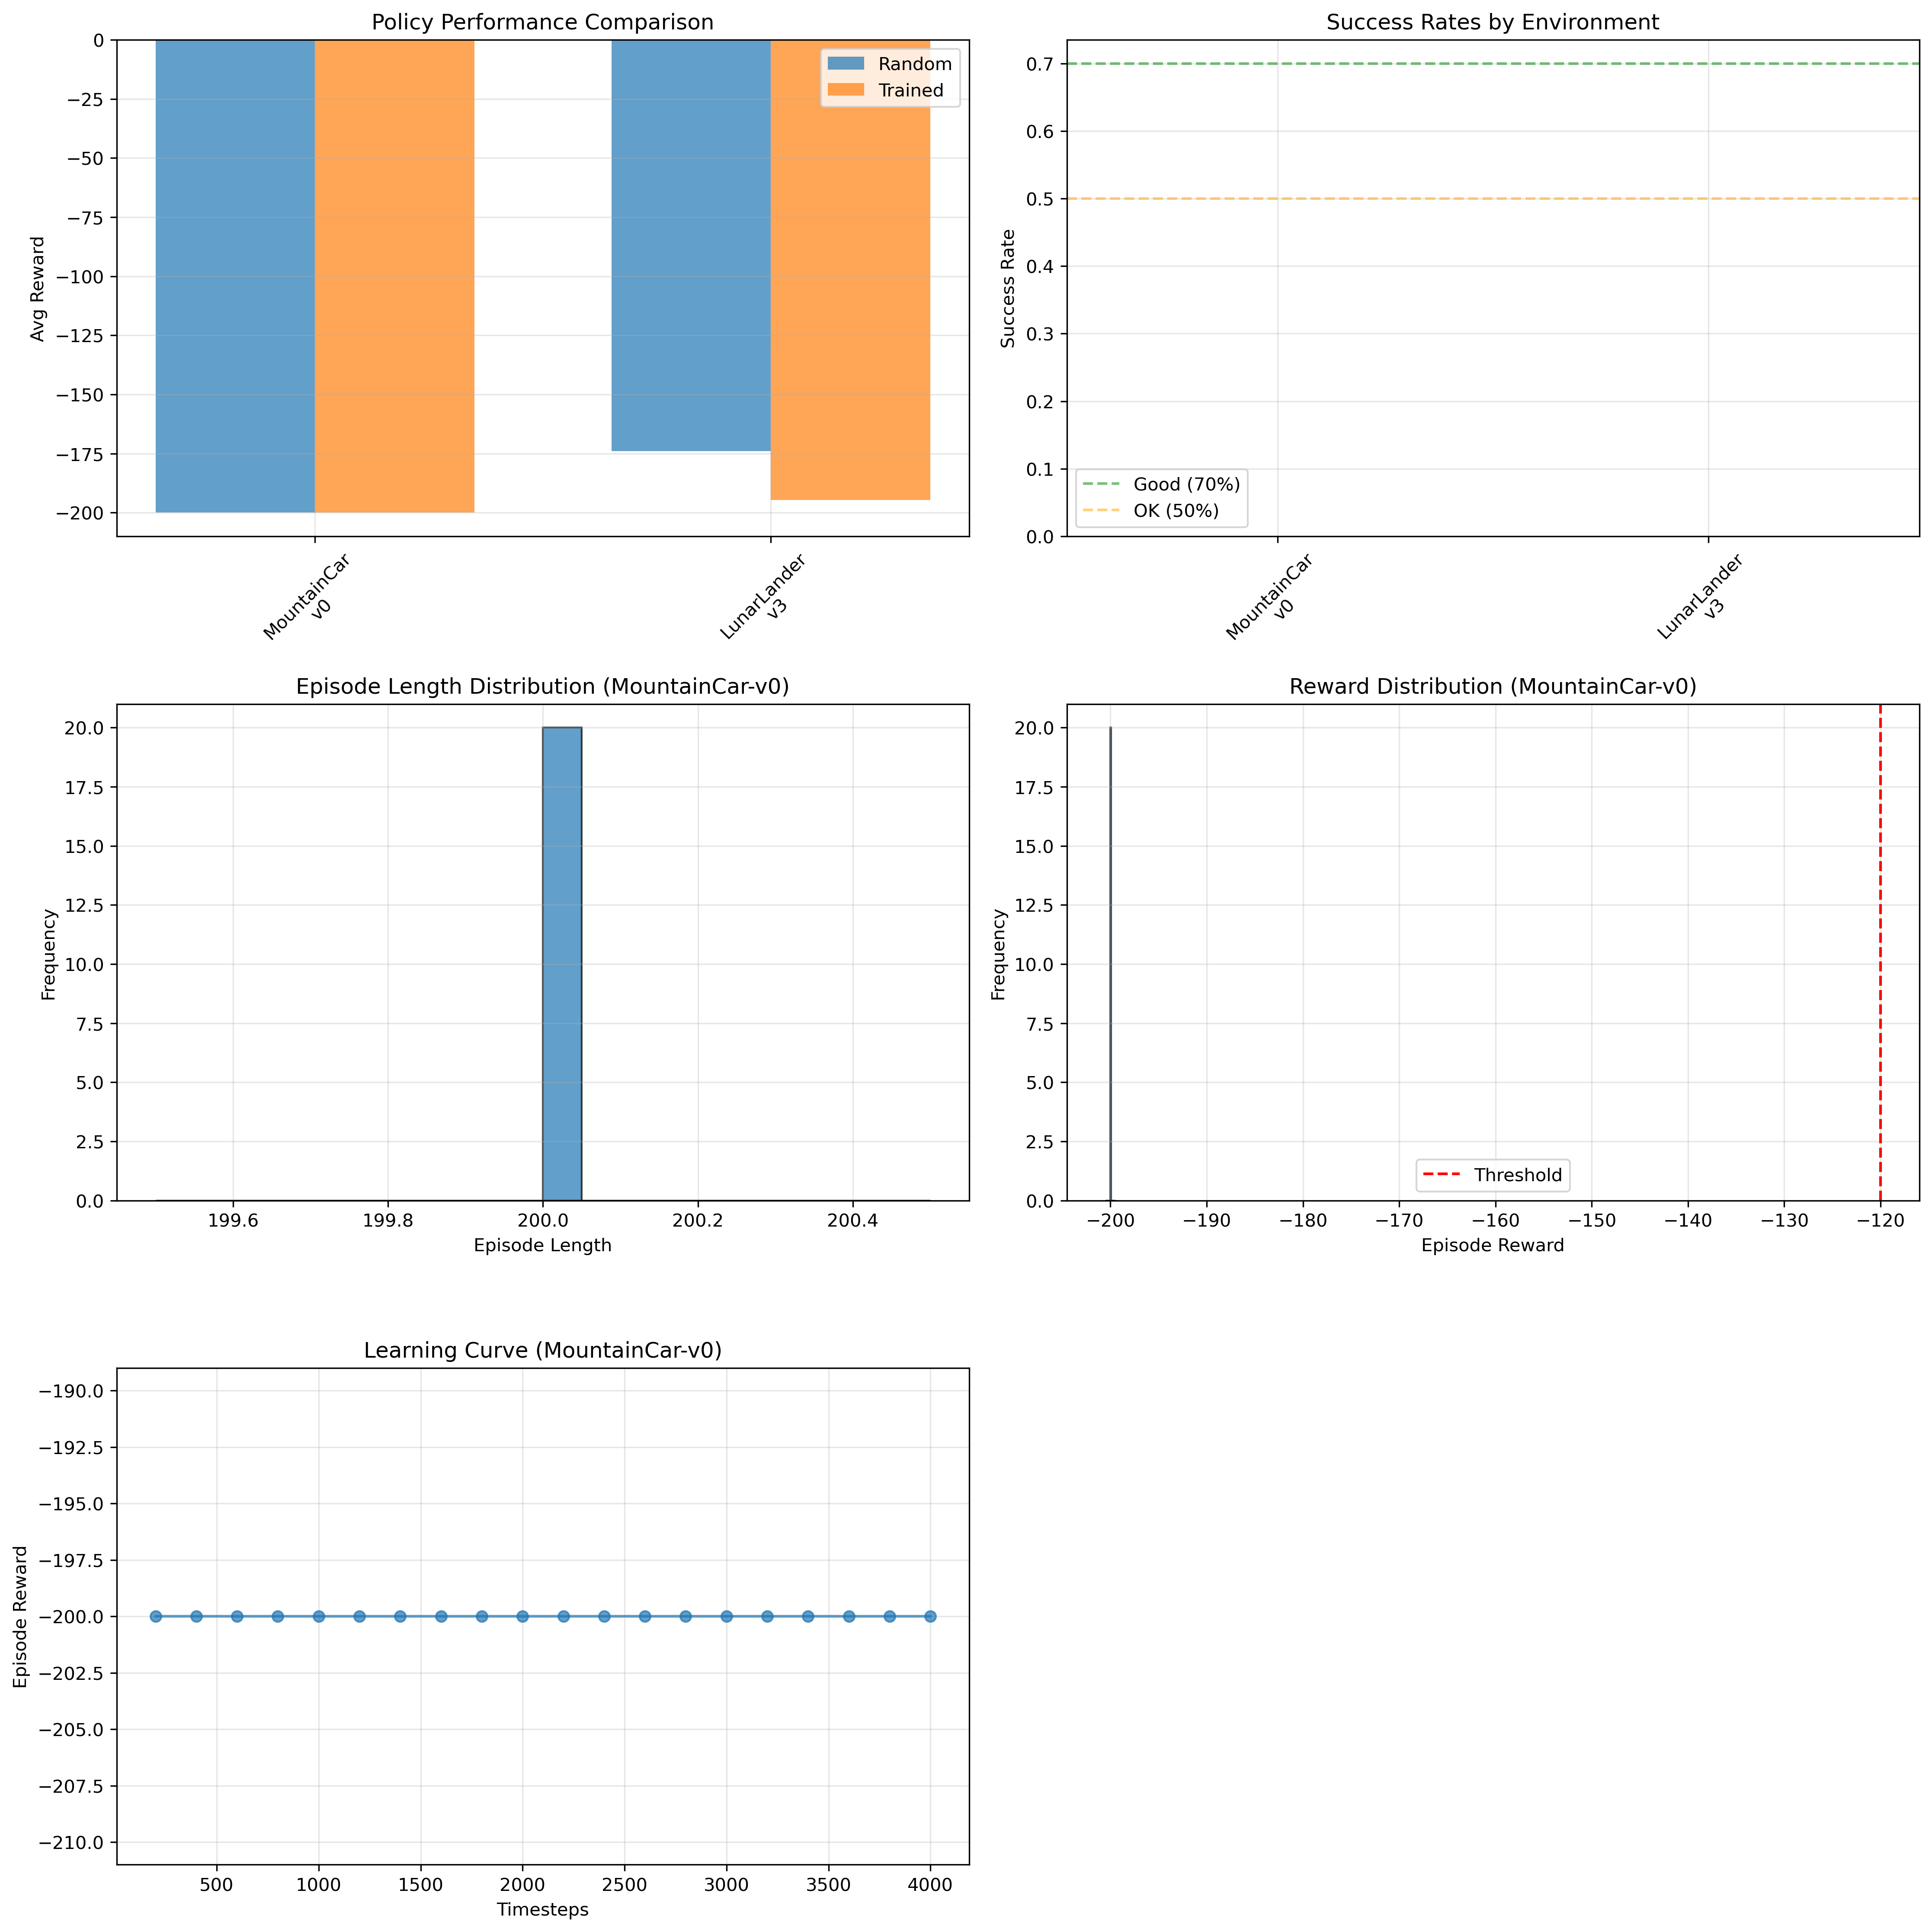 Policy Performance Comparison
0
−25
−50
−75
−100
−125
−150
−175
−200
Avg Reward
Random
Trained
MountainCar
v0
LunarLander
v3
Success Rates by Environment
0.7
0.6
0.5
0.4
0.3
0.2
0.1
0.0
Success Rate
Good (70%)
OK (50%)
MountainCar
v0
LunarLander
v3
Episode Length Distribution (MountainCar-v0)
20.0
17.5
15.0
12.5
10.0
7.5
5.0
2.5
0.0
Frequency
199.6 199.8 200.0 200.2 200.4
Episode Length
Reward Distribution (MountainCar-v0)
20.0
17.5
15.0
12.5
10.0
7.5
5.0
2.5
0.0
Frequency
Threshold
−200 −190 −180 −170 −160 −150 −140 −130 −120
Episode Reward
Learning Curve (MountainCar-v0)
−190.0
−192.5
−195.0
−197.5
−200.0
−202.5
−205.0
−207.5
−210.0
Episode Reward
500 1000 1500 2000 2500 3000 3500 4000
Timesteps